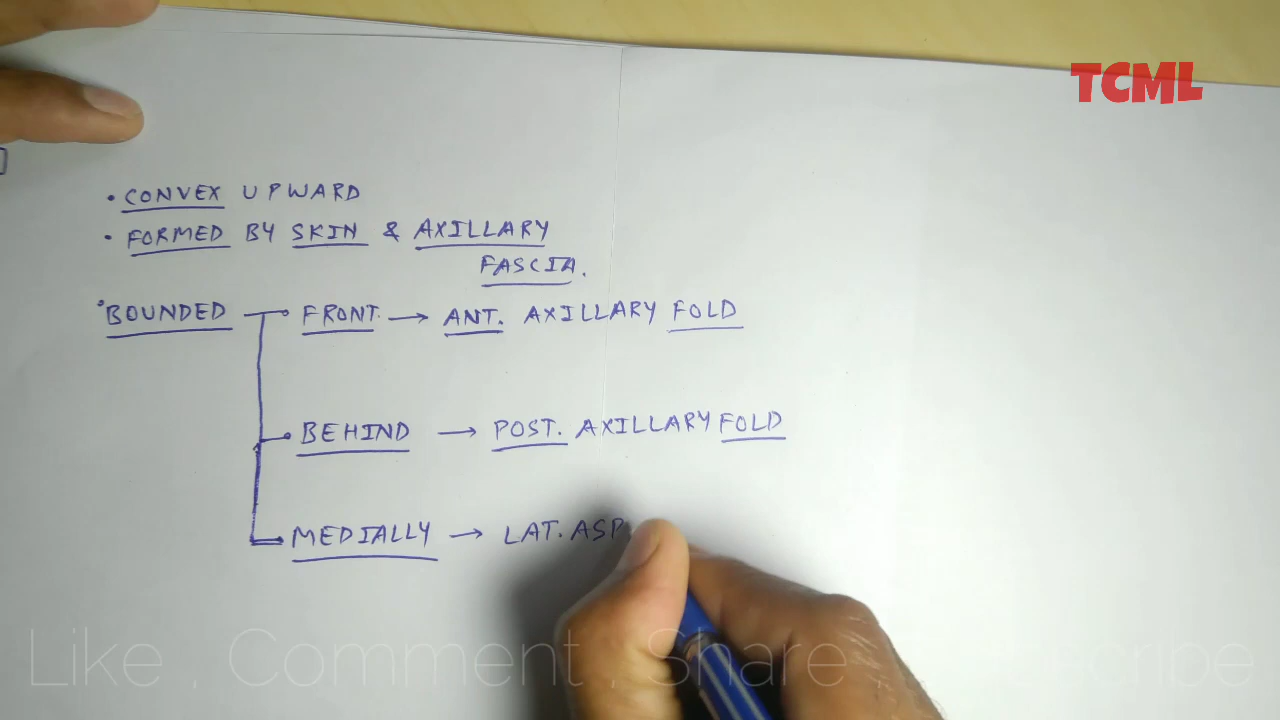 TCML
• CONVEX UPWARD
• FORMED BY SKIN & AXILLARY
FASCIA.
• BOUNDED FRONT → ANT. AXILLARY FOLD
BEHIND → POST. AXILLARY FOLD
MEDIALLY → LAT. ASP
Like , Comment , Share